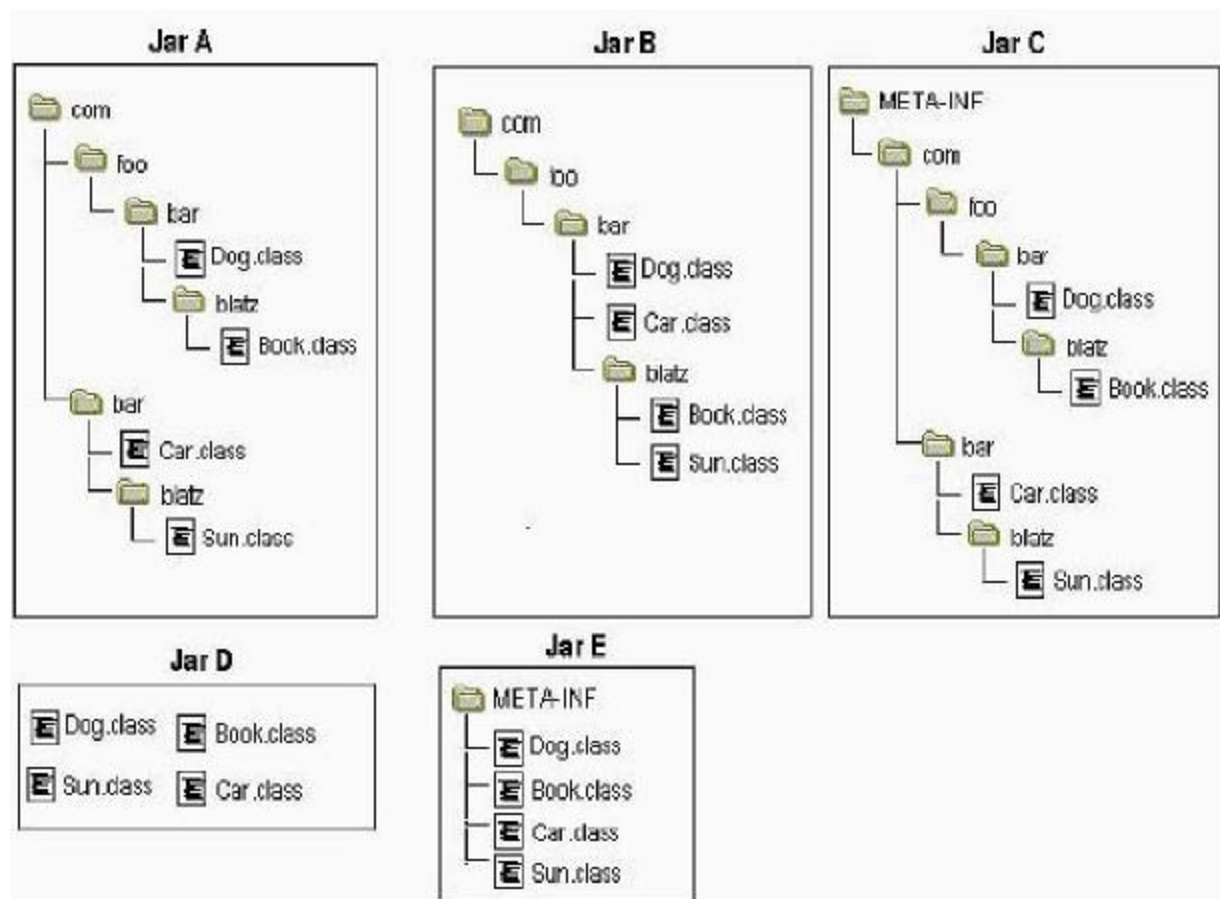 Jar A
com
foo
bar
Dog.class
blatz
Book.class
bar
Car.class
blatz
Sun.class
Jar B
com
foo
bar
Dog.class
Car.class
blatz
Book.class
Sun.class
Jar C
META-INF
com
foo
bar
Dog.class
blatz
Book.class
bar
Car.class
blatz
Sun.class
Jar D
Dog.class Book.class
Sun.class Car.class
Jar E
META-INF
Dog.class
Book.class
Car.class
Sun.class